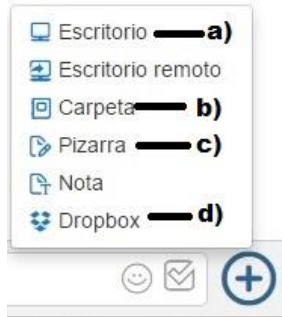 Escritorio a)
Escritorio remoto
Carpeta b)
Pizarra c)
Nota
Dropbox d)